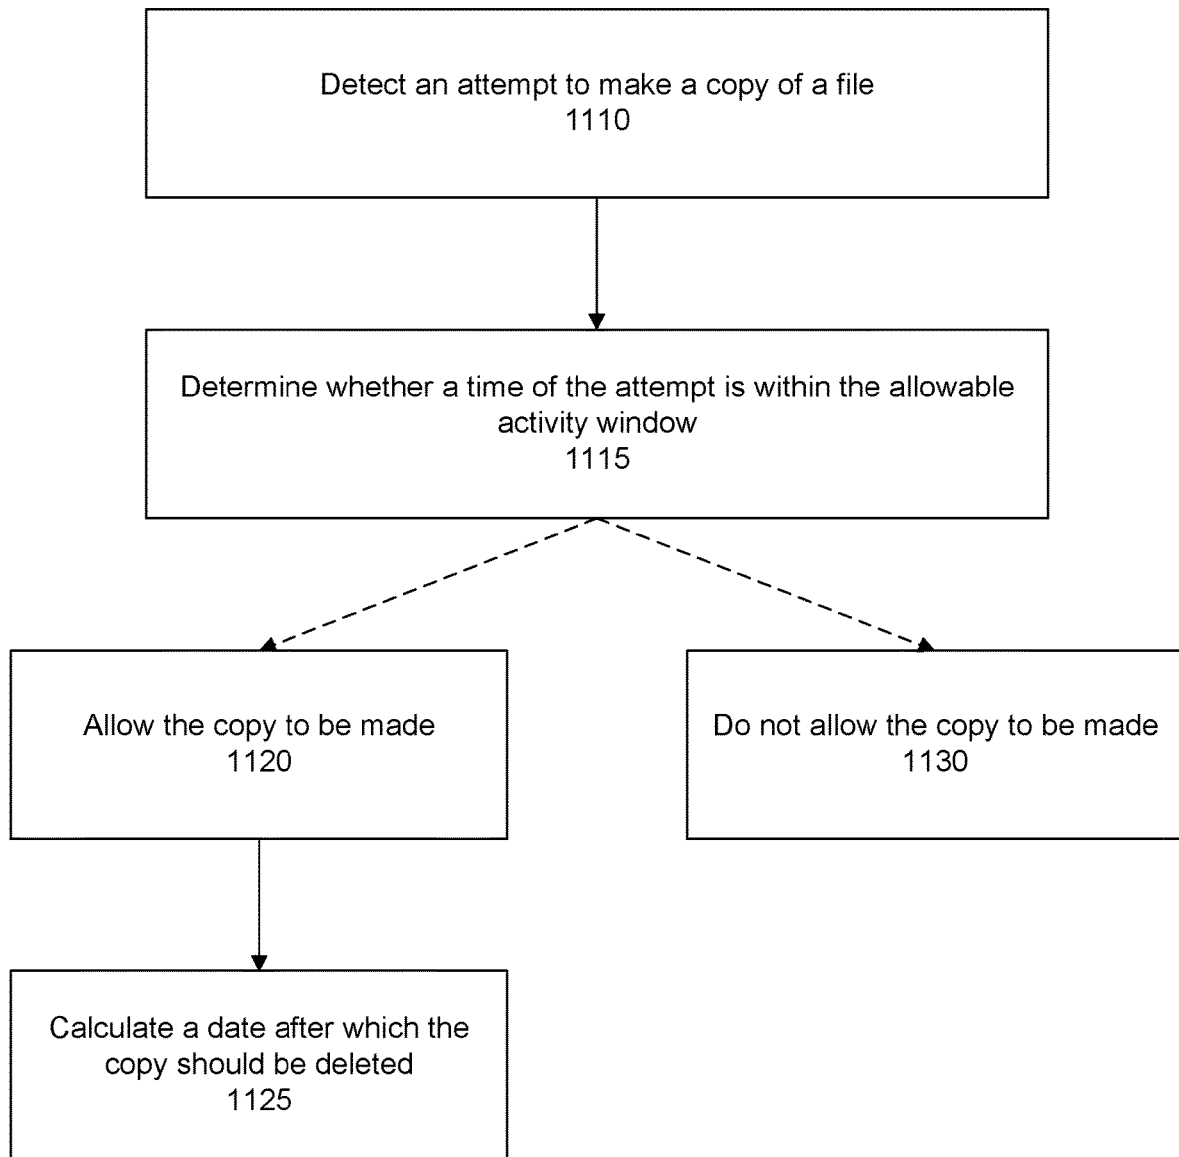 Detect an attempt to make a copy of a file
1110
Determine whether a time of the attempt is within the allowable
activity window
1115
Allow the copy to be made
1120
Do not allow the copy to be made
1130
Calculate a date after which the
copy should be deleted
1125